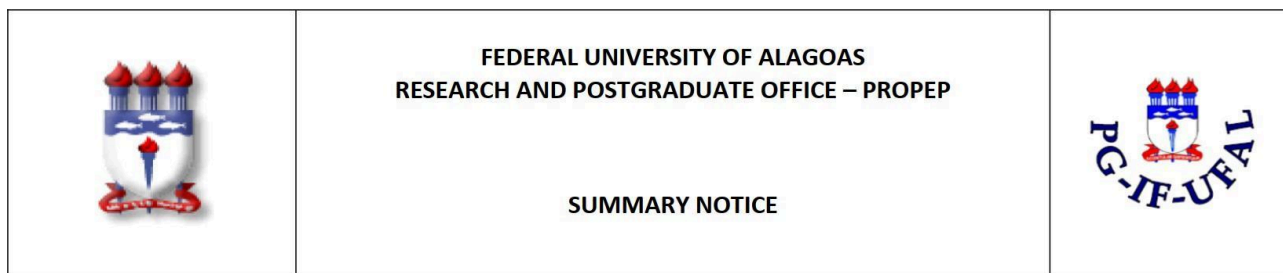 FEDERAL UNIVERSITY OF ALAGOAS
RESEARCH AND POSTGRADUATE OFFICE – PROPEP
SUMMARY NOTICE
PG-IF-UFAL